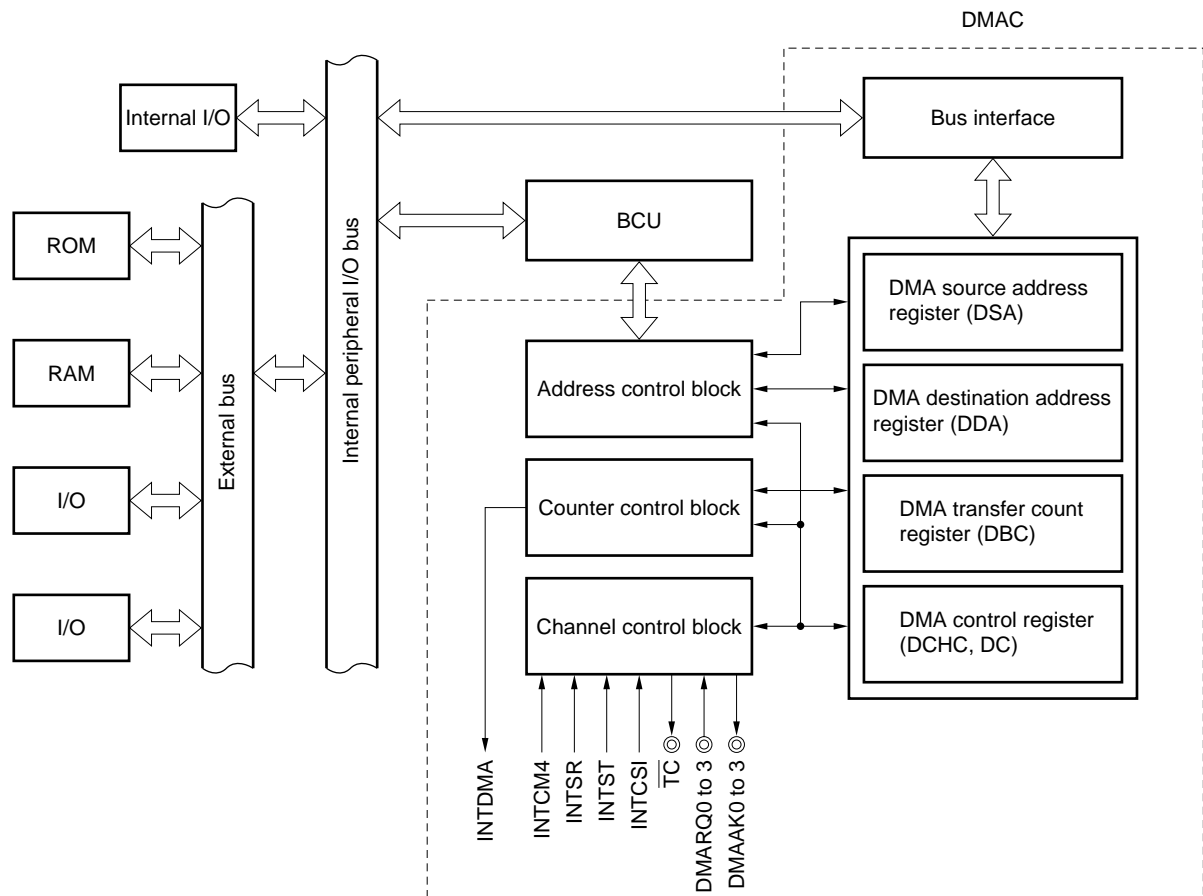 DMAC
Internal I/O
Bus interface
ROM
BCU
DMA source address
register (DSA)
RAM
External bus
Internal peripheral I/O bus
Address control block
DMA destination address
register (DDA)
I/O
Counter control block
DMA transfer count
register (DBC)
I/O
Channel control block
DMA control register
(DCHC, DC)
INTDMA
INTCM4
INTSR
INTST
INTCSI
T̅C̅
DMARQ0 to 3
DMAAK0 to 3